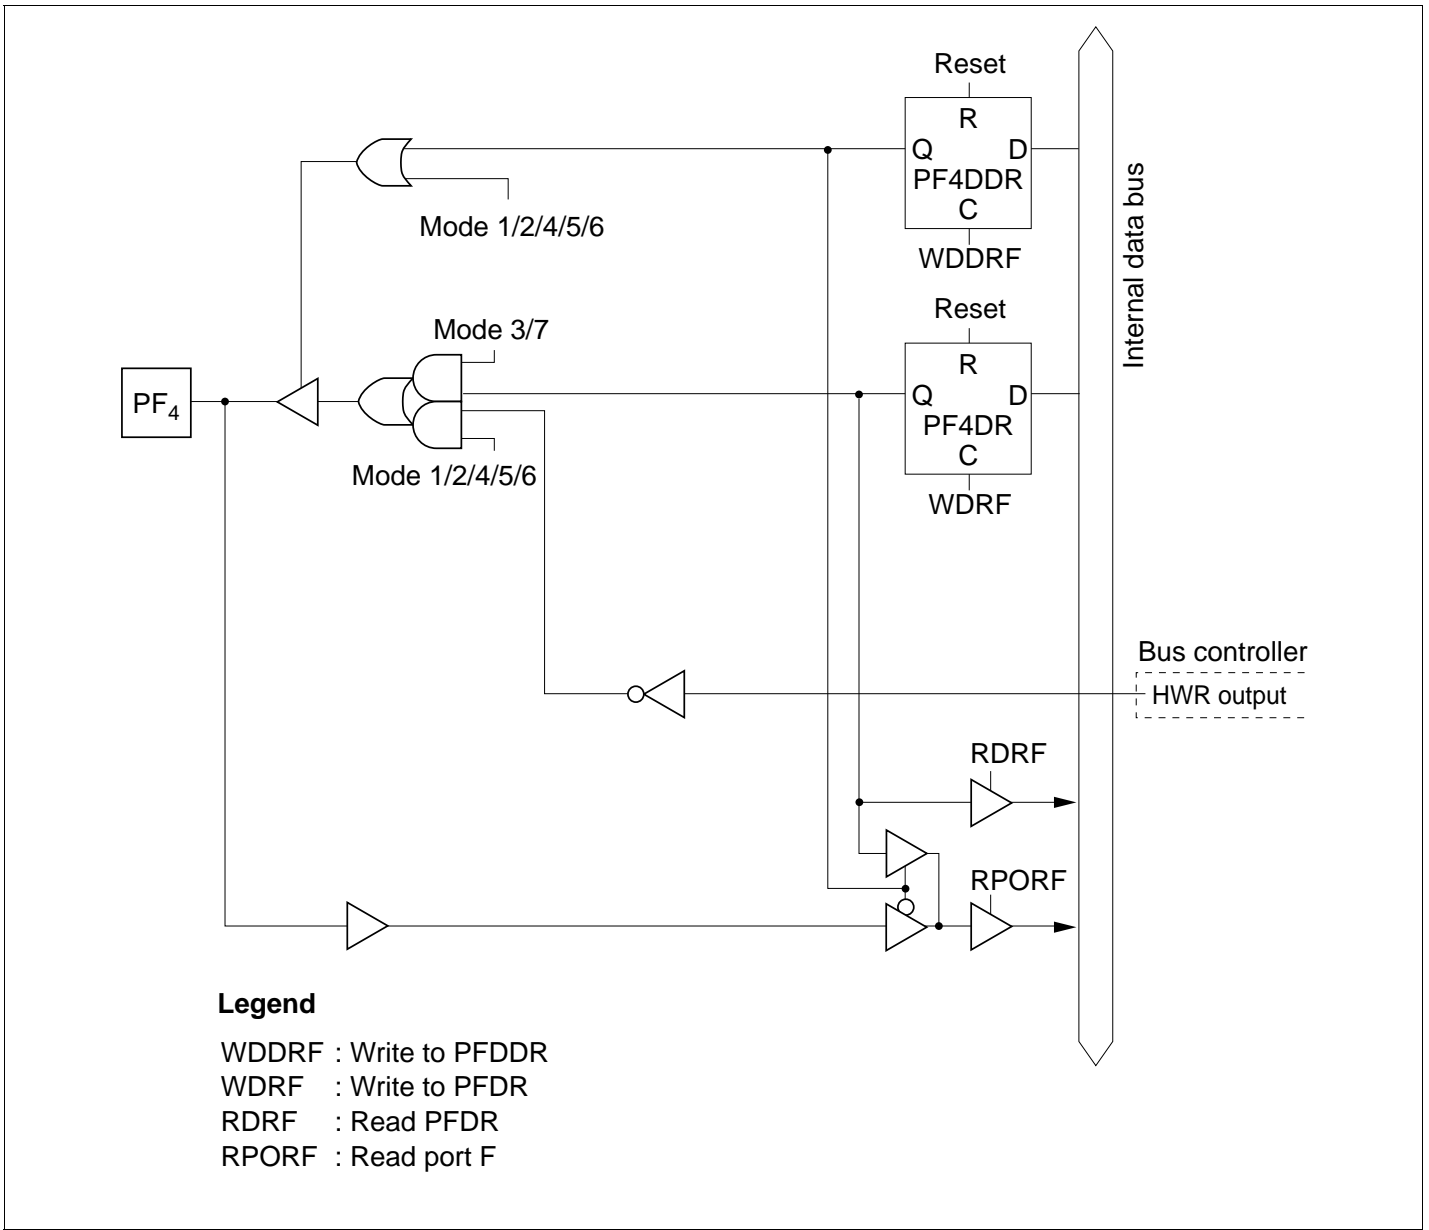 Reset
R
Q D
PF4DDR
C
WDDRF
Mode 1/2/4/5/6
Internal data bus
Reset
R
Q D
PF4DR
C
WDRF
Mode 3/7
PF4
Mode 1/2/4/5/6
Bus controller
HWR output
RDRF
RPORF
Legend
WDDRF : Write to PFDDR
WDRF : Write to PFDR
RDRF : Read PFDR
RPORF : Read port F